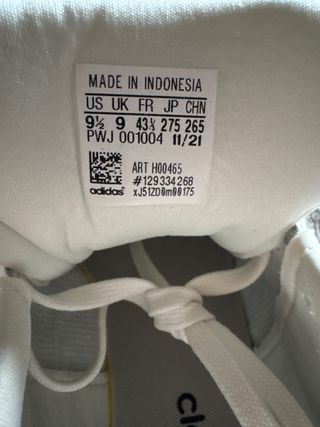 MADE IN INDONESIA
US UK FR JP CHN
9½ 9 43⅓ 275 265
PWJ 001004 11/21
ART H00465
#129334268
adidas xJ51ZD0m00175